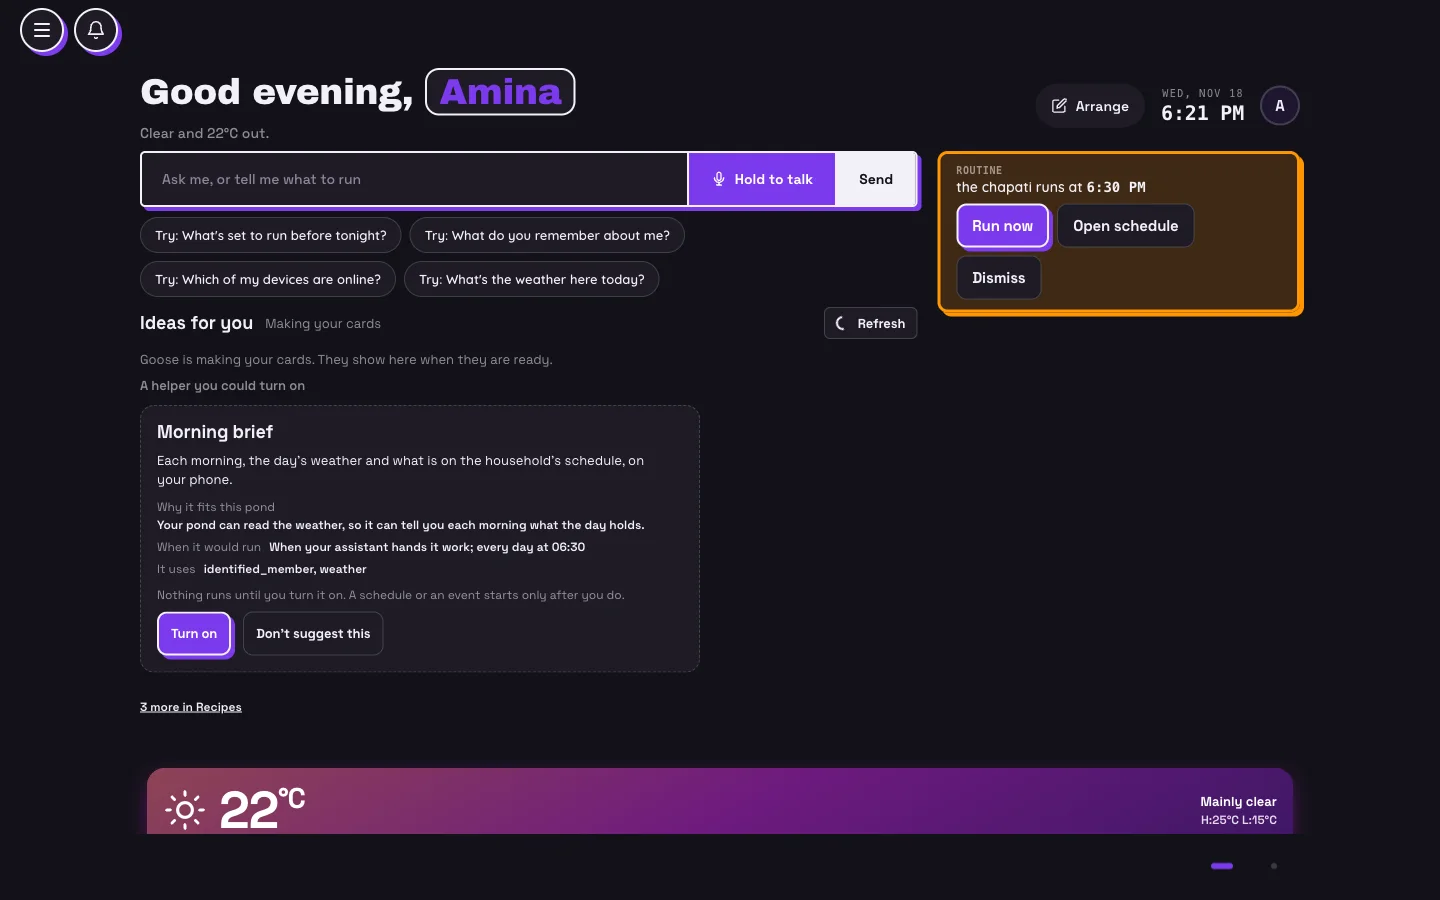 Good evening, Amina
Clear and 22°C out.
Arrange
WED, NOV 18
6:21 PM
A
Ask me, or tell me what to run
Hold to talk
Send
Try: What's set to run before tonight?
Try: What do you remember about me?
Try: Which of my devices are online?
Try: What's the weather here today?
ROUTINE
the chapati runs at 6:30 PM
Run now
Open schedule
Dismiss
Ideas for you
Making your cards
Refresh
Goose is making your cards. They show here when they are ready.
A helper you could turn on
Morning brief
Each morning, the day's weather and what is on the household's schedule, on
your phone.
Why it fits this pond
Your pond can read the weather, so it can tell you each morning what the day holds.
When it would run When your assistant hands it work; every day at 06:30
It uses identified_member, weather
Nothing runs until you turn it on. A schedule or an event starts only after you do.
Turn on
Don't suggest this
3 more in Recipes
22°C
Mainly clear
H:25°C L:15°C